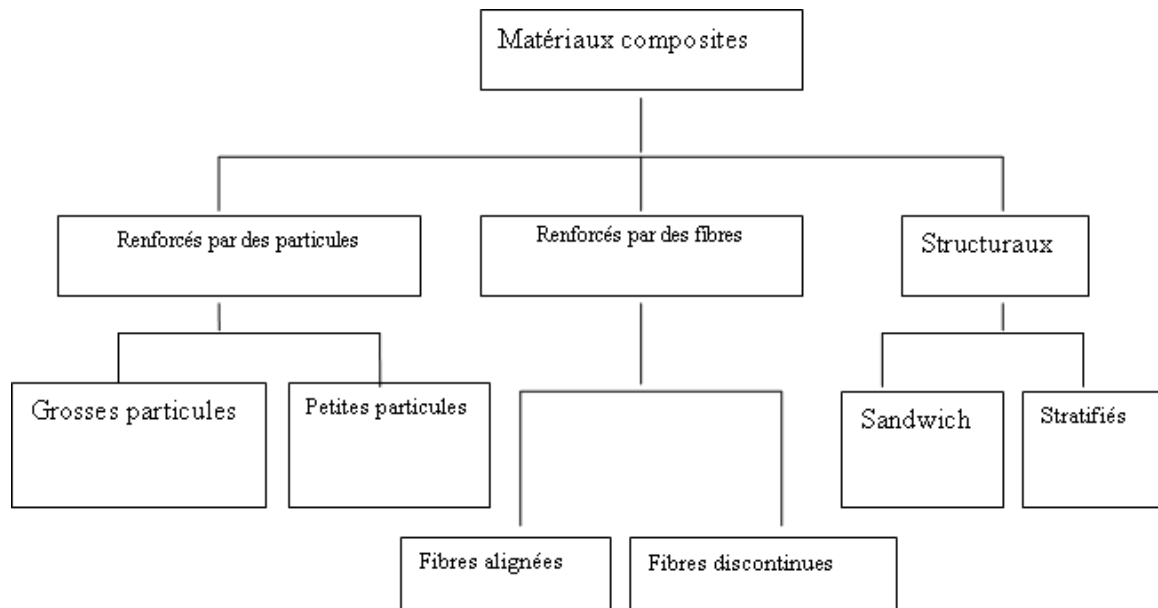 Matériaux composites
Renforcés par des particules
Renforcés par des fibres
Structuraux
Grosses particules
Petites particules
Sandwich
Stratifiés
Fibres alignées
Fibres discontinues